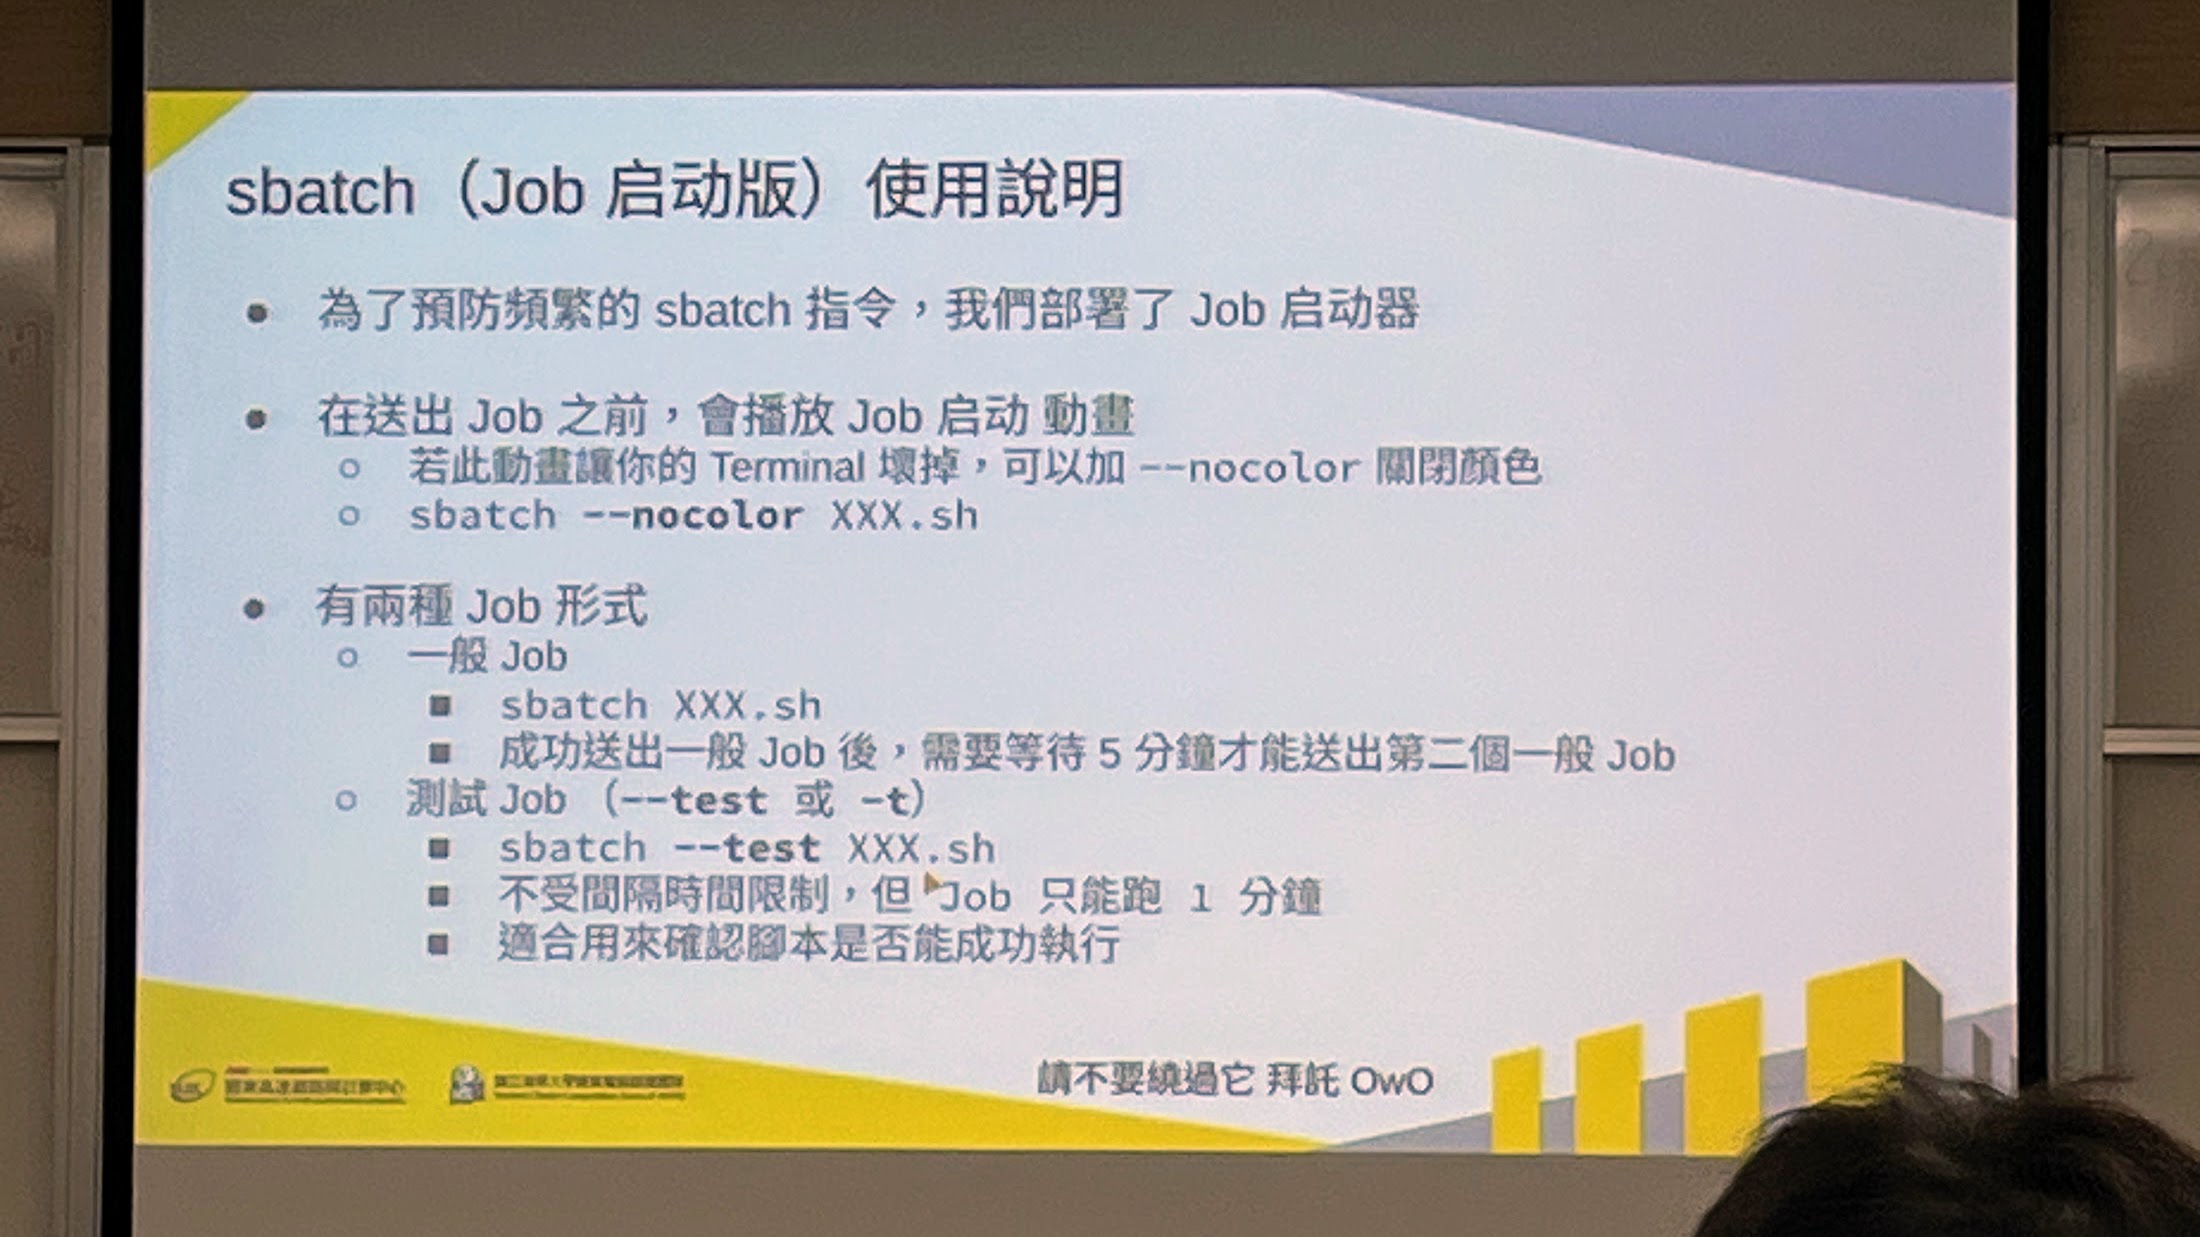 sbatch（Job 启动版）使用說明
● 為了預防頻繁的 sbatch 指令，我們部署了 Job 启动器
● 在送出 Job 之前，會播放 Job 启动 動畫
○ 若此動畫讓你的 Terminal 壞掉，可以加 --nocolor 關閉顏色
○ sbatch --nocolor XXX.sh
● 有兩種 Job 形式
○ 一般 Job
■ sbatch XXX.sh
■ 成功送出一般 Job 後，需要等待 5 分鐘才能送出第二個一般 Job
○ 測試 Job（--test 或 -t）
■ sbatch --test XXX.sh
■ 不受間隔時間限制，但 Job 只能跑 1 分鐘
■ 適合用來確認腳本是否能成功執行
請不要繞過它 拜託 OwO